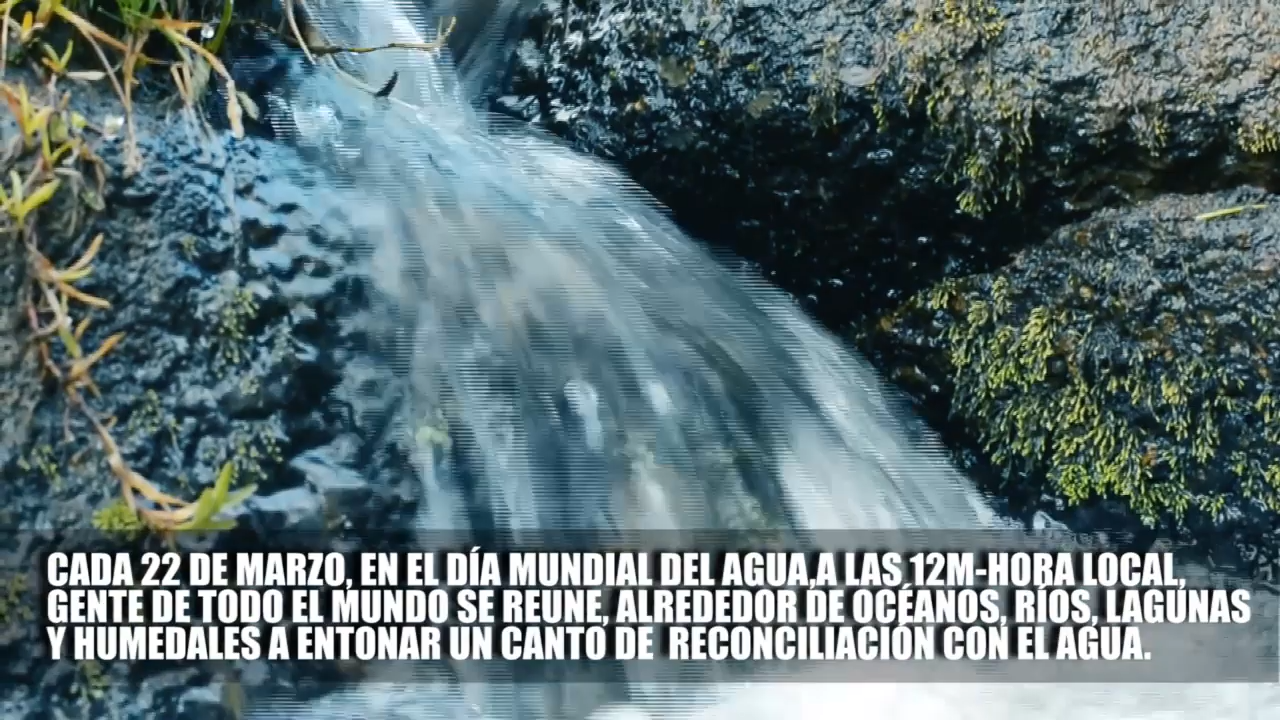 CADA 22 DE MARZO, EN EL DÍA MUNDIAL DEL AGUA,A LAS 12M-HORA LOCAL,
GENTE DE TODO EL MUNDO SE REUNE, ALREDEDOR DE OCÉANOS, RÍOS, LAGUNAS
Y HUMEDALES A ENTONAR UN CANTO DE RECONCILIACIÓN CON EL AGUA.